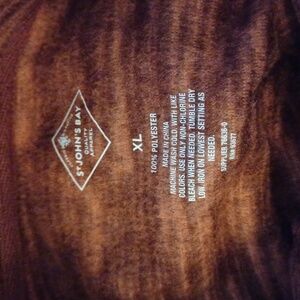 ST JOHN'S BAY
QUALITY
APPAREL
XL
100% POLYESTER
MADE IN CHINA
MACHINE WASH COLD. WITH LIKE
COLORS. USE ONLY NON-CHLORINE
BLEACH WHEN NEEDED. TUMBLE DRY
LOW. IRON ON LOWEST SETTING AS
NEEDED.